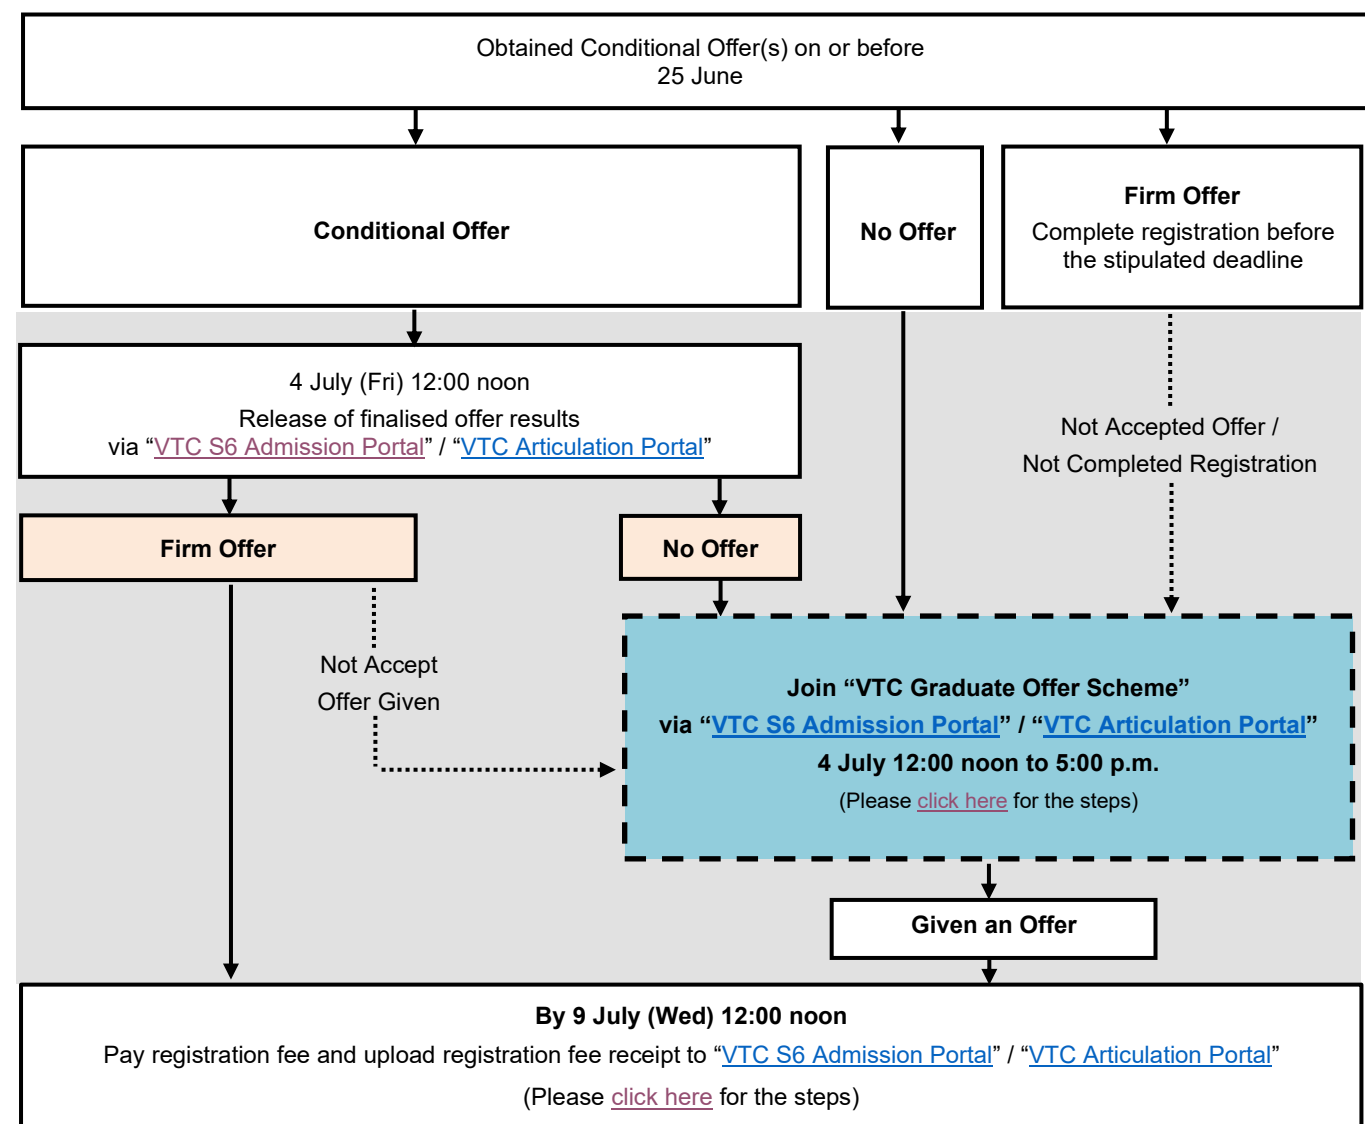 Obtained Conditional Offer(s) on or before
25 June
Conditional Offer
No Offer
Firm Offer
Complete registration before
the stipulated deadline
4 July (Fri) 12:00 noon
Release of finalised offer results
via “VTC S6 Admission Portal” / “VTC Articulation Portal”
Not Accepted Offer /
Not Completed Registration
Firm Offer
No Offer
Not Accept
Offer Given
Join “VTC Graduate Offer Scheme”
via “VTC S6 Admission Portal” / “VTC Articulation Portal”
4 July 12:00 noon to 5:00 p.m.
(Please click here for the steps)
Given an Offer
By 9 July (Wed) 12:00 noon
Pay registration fee and upload registration fee receipt to “VTC S6 Admission Portal” / “VTC Articulation Portal”
(Please click here for the steps)